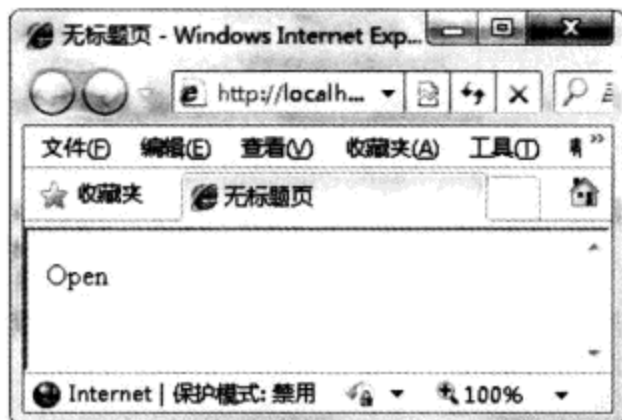 无标题页 - Windows Internet Exp...
http://localh...
文件(F) 编辑(E) 查看(V) 收藏夹(A) 工具(T)
收藏夹 无标题页
Open
Internet | 保护模式: 禁用 100%